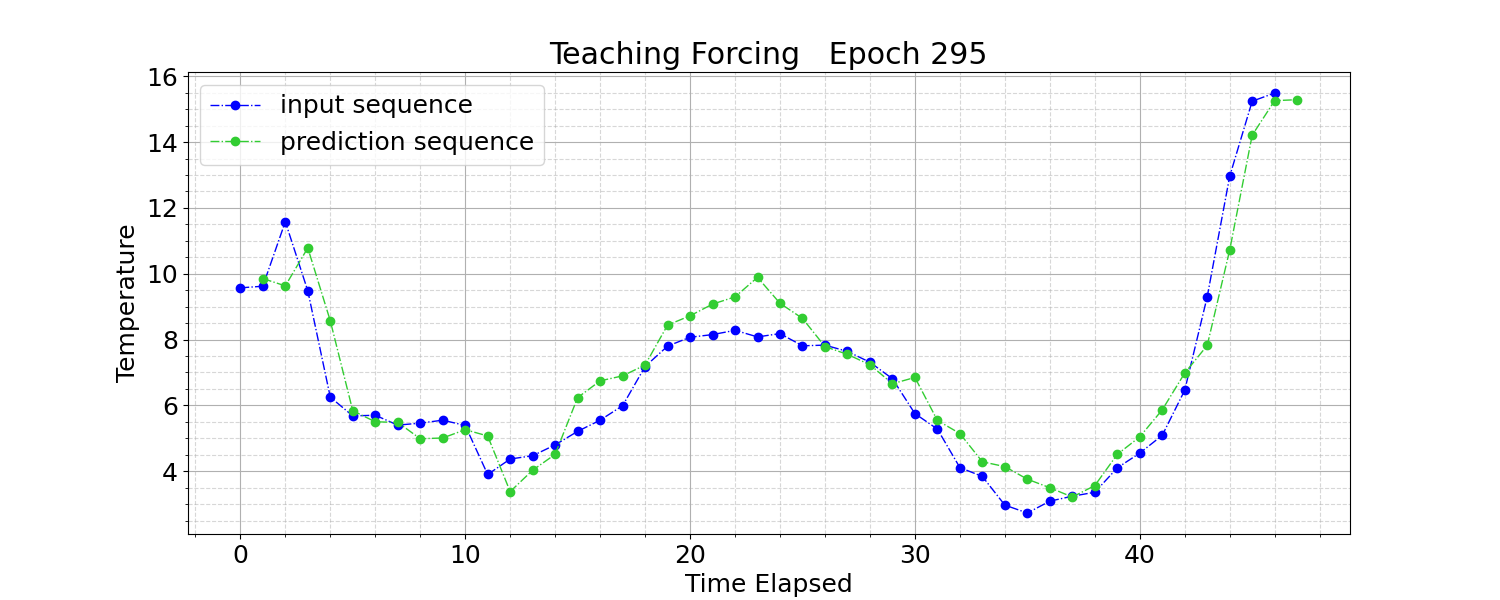 Teaching Forcing   Epoch 295
16
14
12
10
8
6
4
Temperature
input sequence
prediction sequence
0 10 20 30 40
Time Elapsed